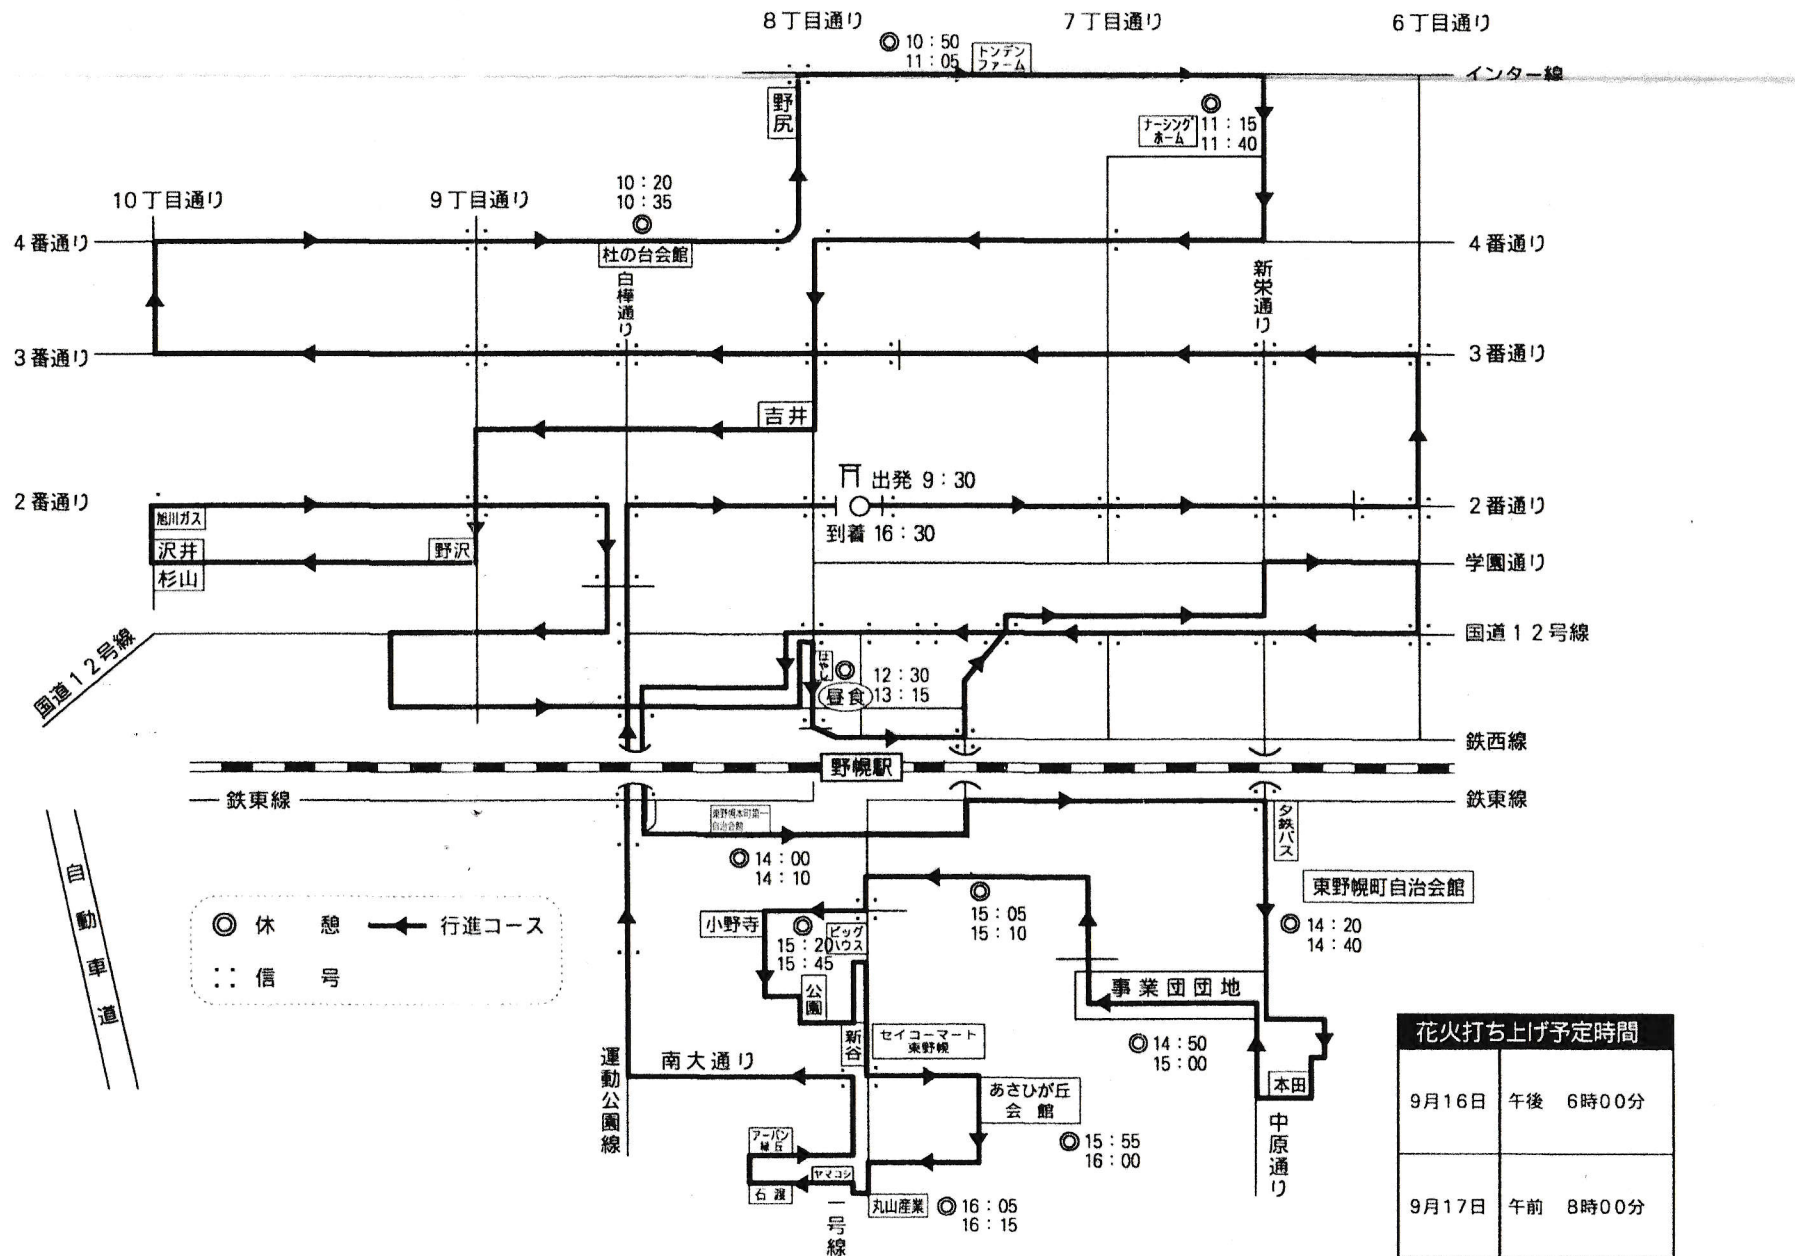 8丁目通り
7丁目通り
6丁目通り
◎ 10：50
11：05
トンデン
ファーム
インター線
野尻
◎
ナーシング
ホーム
11：15
11：40
10：20
10：35
◎
10丁目通り
9丁目通り
4番通り
杜の台会館
4番通り
白樺通り
新栄通り
3番通り
3番通り
吉井
2番通り
出発 9：30
到着 16：30
2番通り
旭川ガス
沢井
杉山
野沢
学園通り
国道12号線
国道12号線
はやし
◎
昼食
12：30
13：15
鉄西線
野幌駅
鉄東線
鉄東線
東野幌本町第一
自治会館
◎ 14：00
14：10
夕鉄バス
自動車道
東野幌町自治会館
◎ 14：20
14：40
◎ 休　憩
行進コース
：： 信　号
小野寺
◎
15：20
15：45
ビッグ
ハウス
◎
15：05
15：10
公園
事業団団地
新谷
セイコーマート
東野幌
◎ 14：50
15：00
運動公園線
南大通り
あさひが丘
会　館
本田
中原通り
◎ 15：55
16：00
アーバン
緑丘
ヤマコシ
石渡
丸山産業
◎ 16：05
16：15
一号線
花火打ち上げ予定時間
9月16日　午後　6時00分
9月17日　午前　8時00分